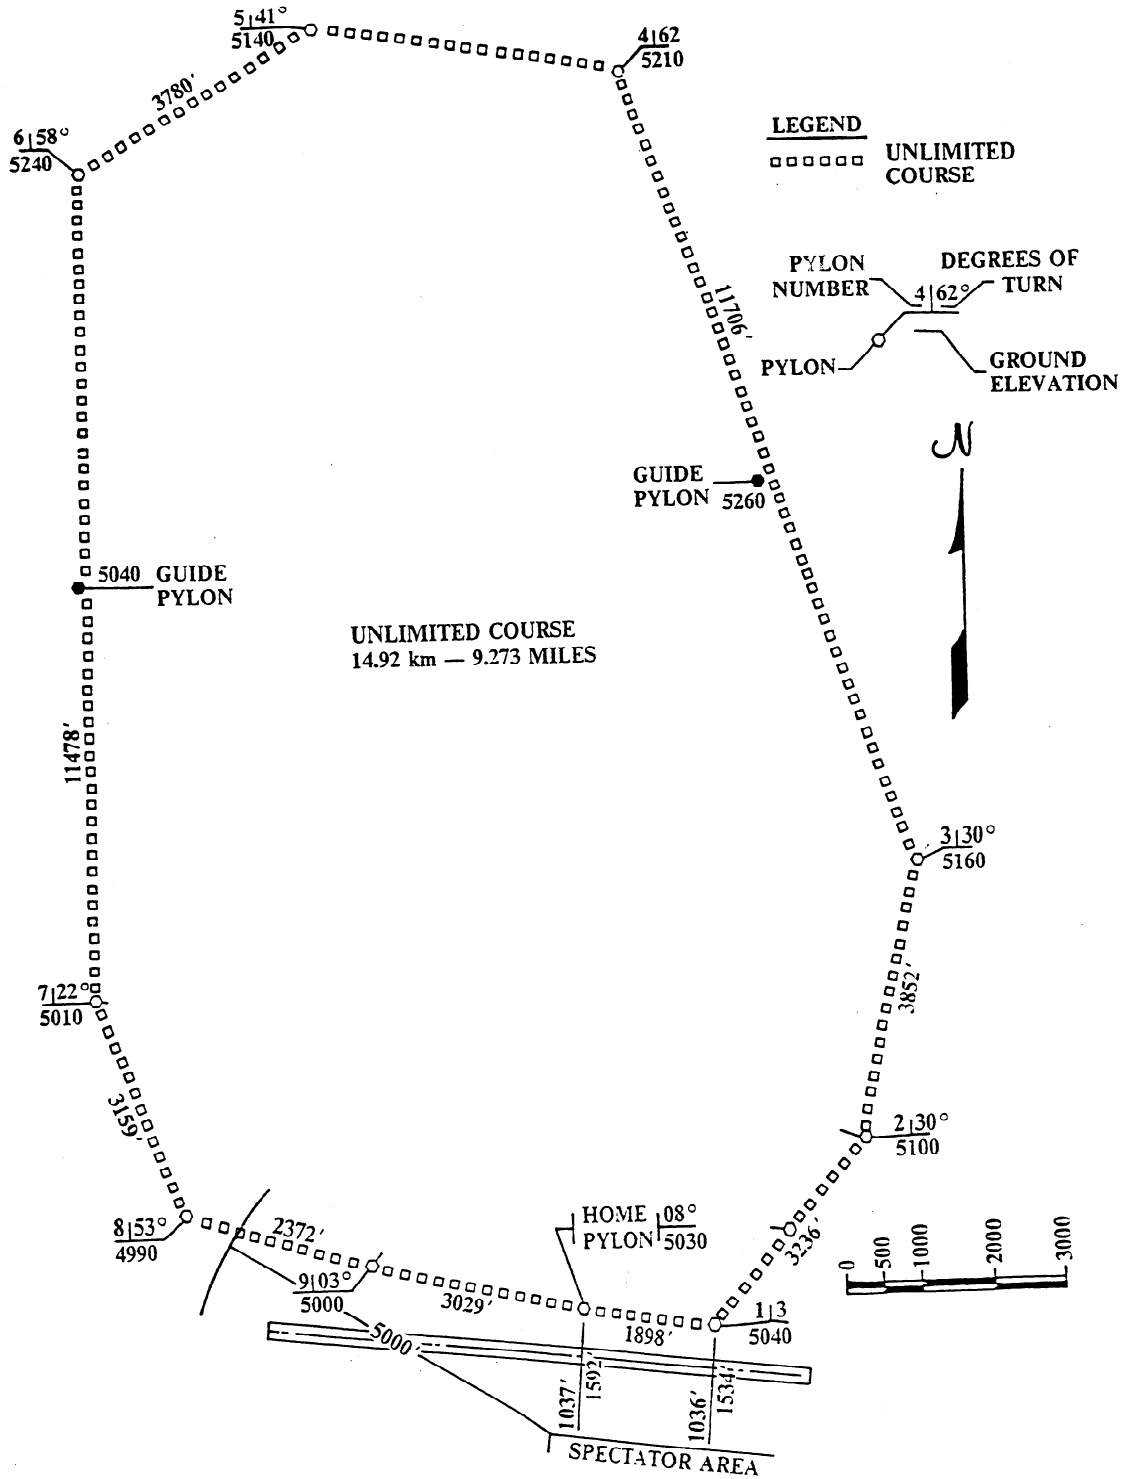 5|41°
5140
4|62
5210
3780'
6|58°
5240
LEGEND
UNLIMITED
COURSE
PYLON
NUMBER
DEGREES OF
TURN
4|62°
PYLON
GROUND
ELEVATION
11706'
N
GUIDE
PYLON
5260
5040
GUIDE
PYLON
UNLIMITED COURSE
14.92 km — 9.273 MILES
11478'
3|30°
5160
3852'
7|22°
5010
3159'
2|30°
5100
8|53°
4990
2372'
HOME
PYLON
08°
5030
3236'
0
500
1000
2000
3000
9|03°
5000
3029'
1898'
1|3
5040
5000'
1592'
1037'
1534'
1036'
SPECTATOR AREA